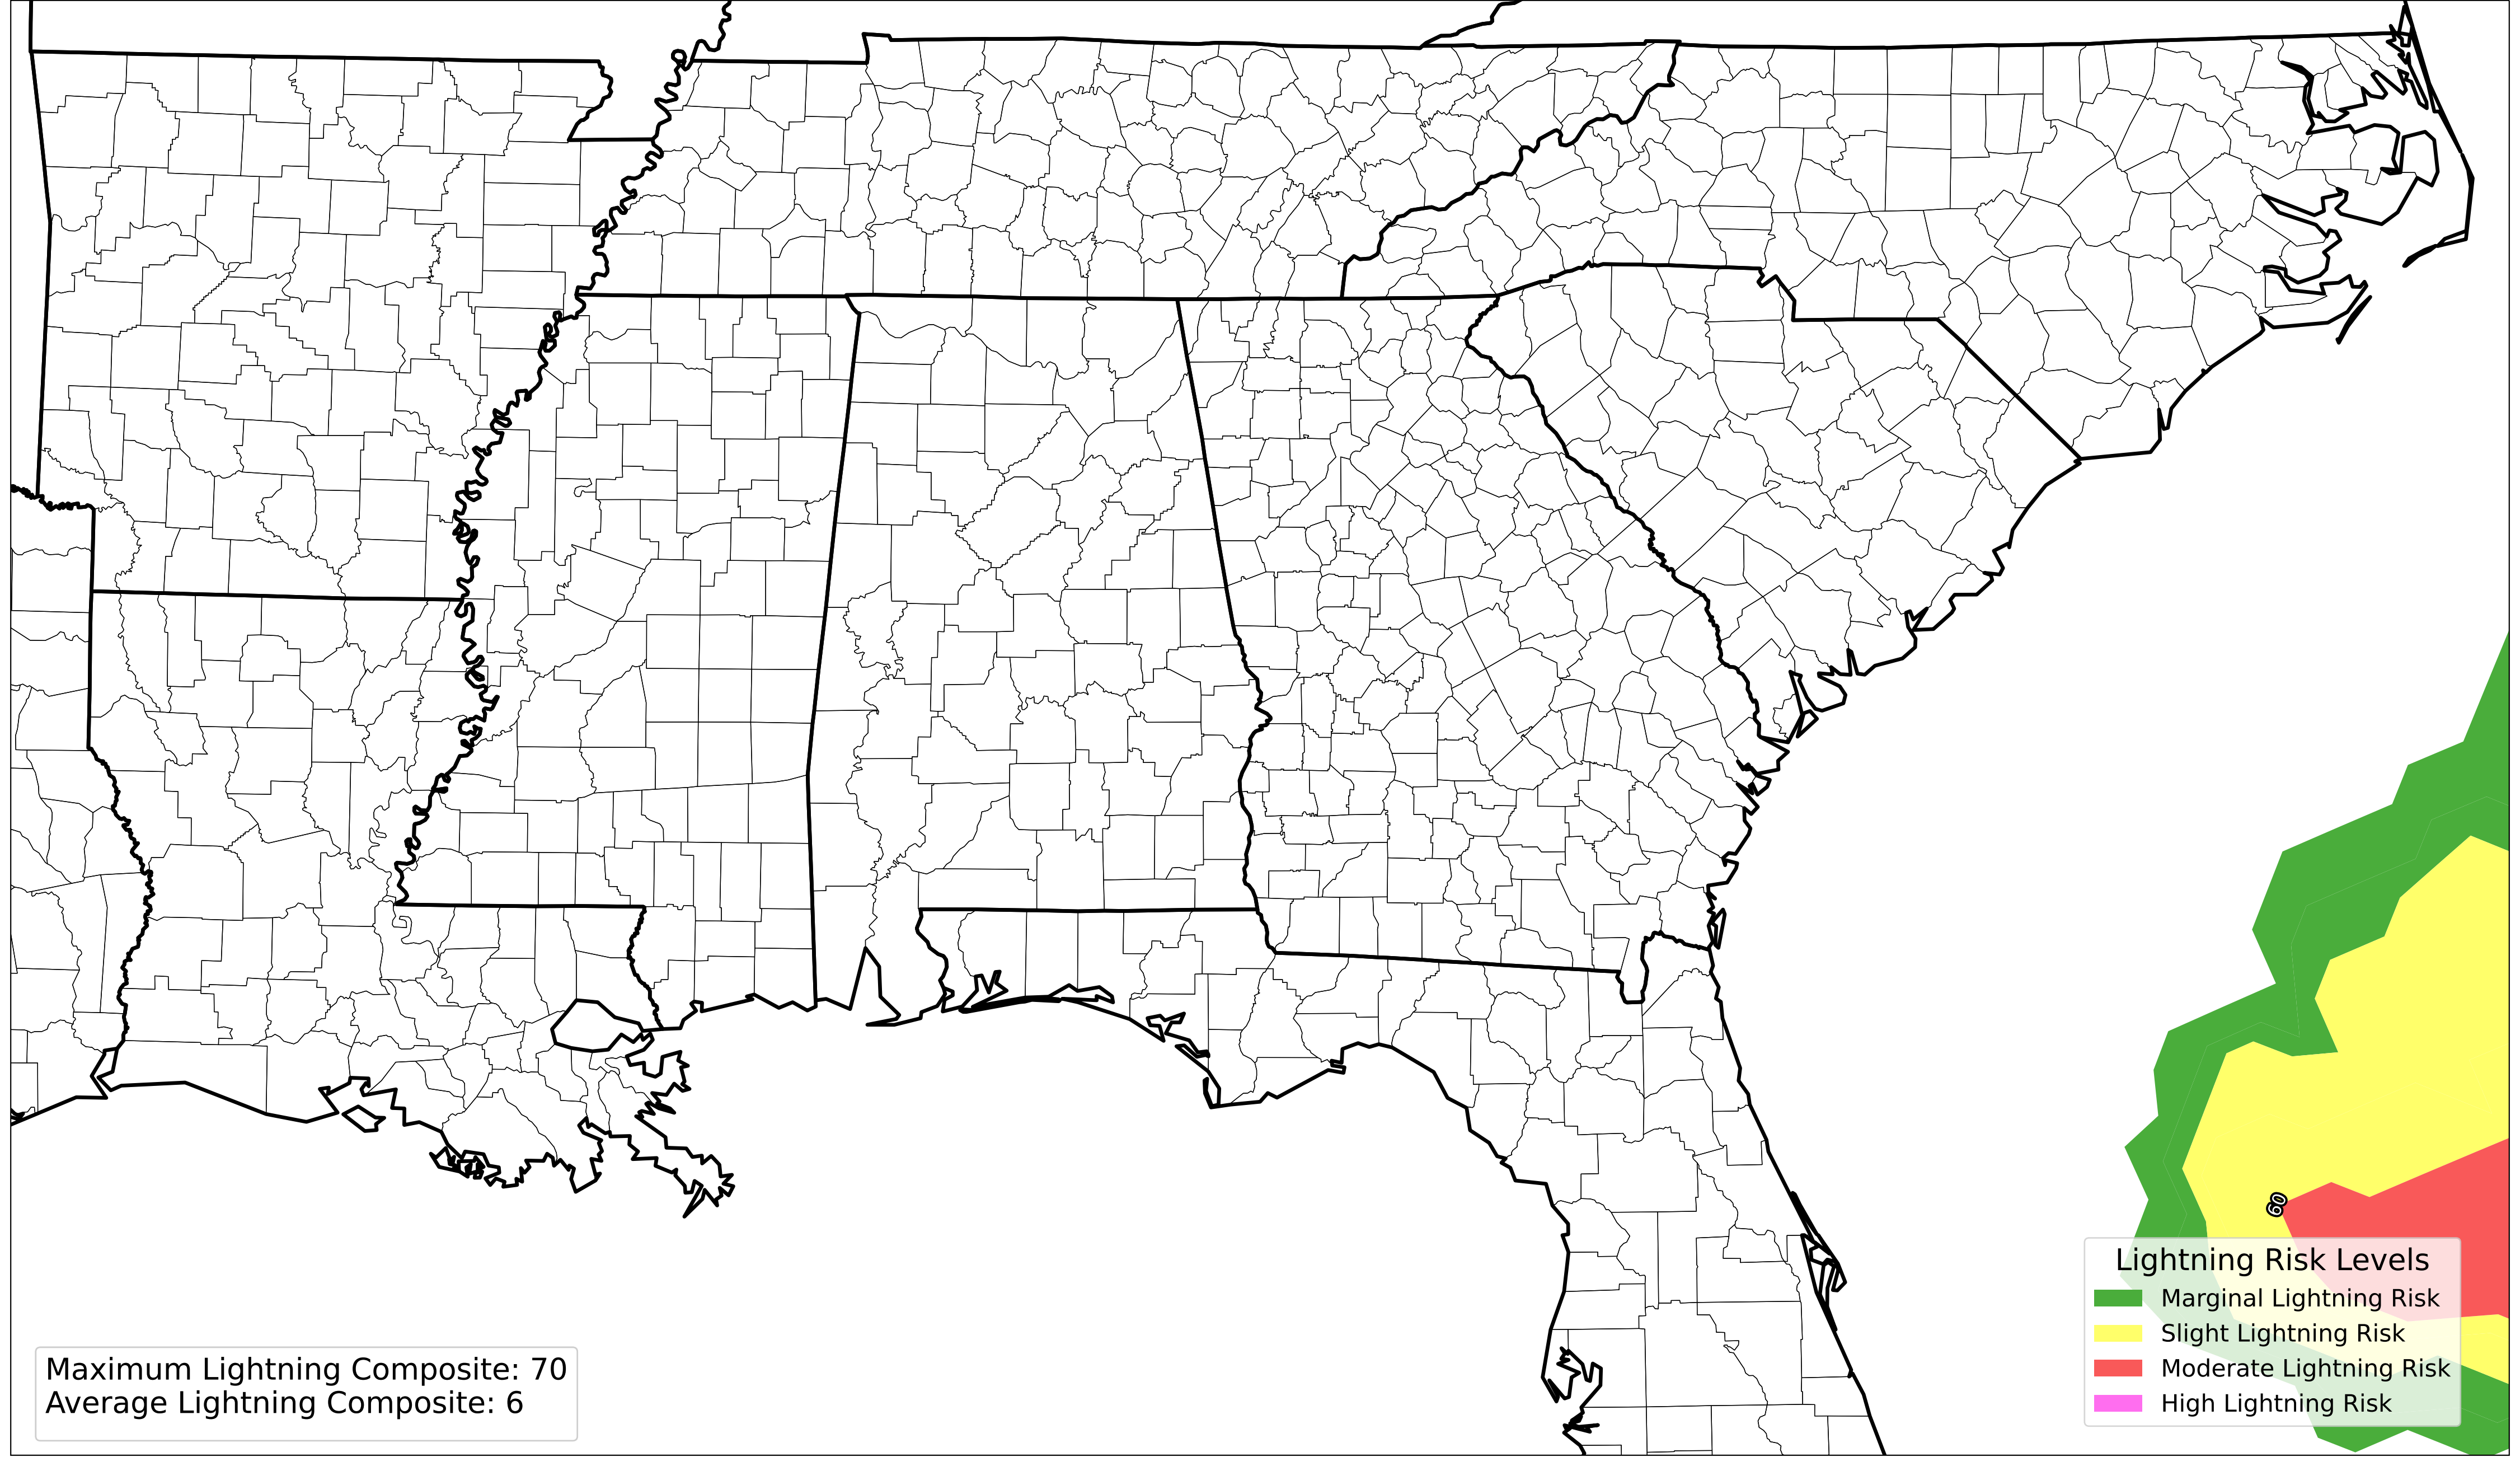 60
Lightning Risk Levels
Marginal Lightning Risk
Slight Lightning Risk
Moderate Lightning Risk
High Lightning Risk
Maximum Lightning Composite: 70
Average Lightning Composite: 6